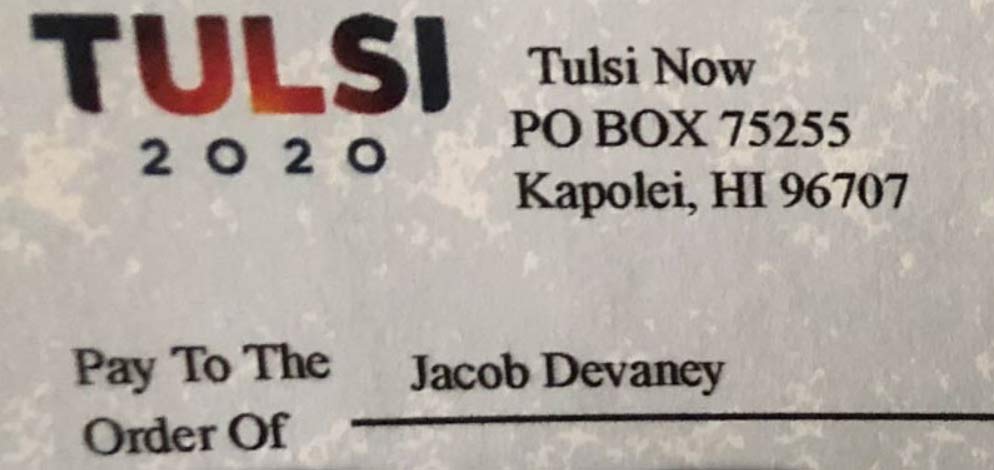 TULSI
2020
Tulsi Now
PO BOX 75255
Kapolei, HI 96707
Pay To The
Order Of
Jacob Devaney